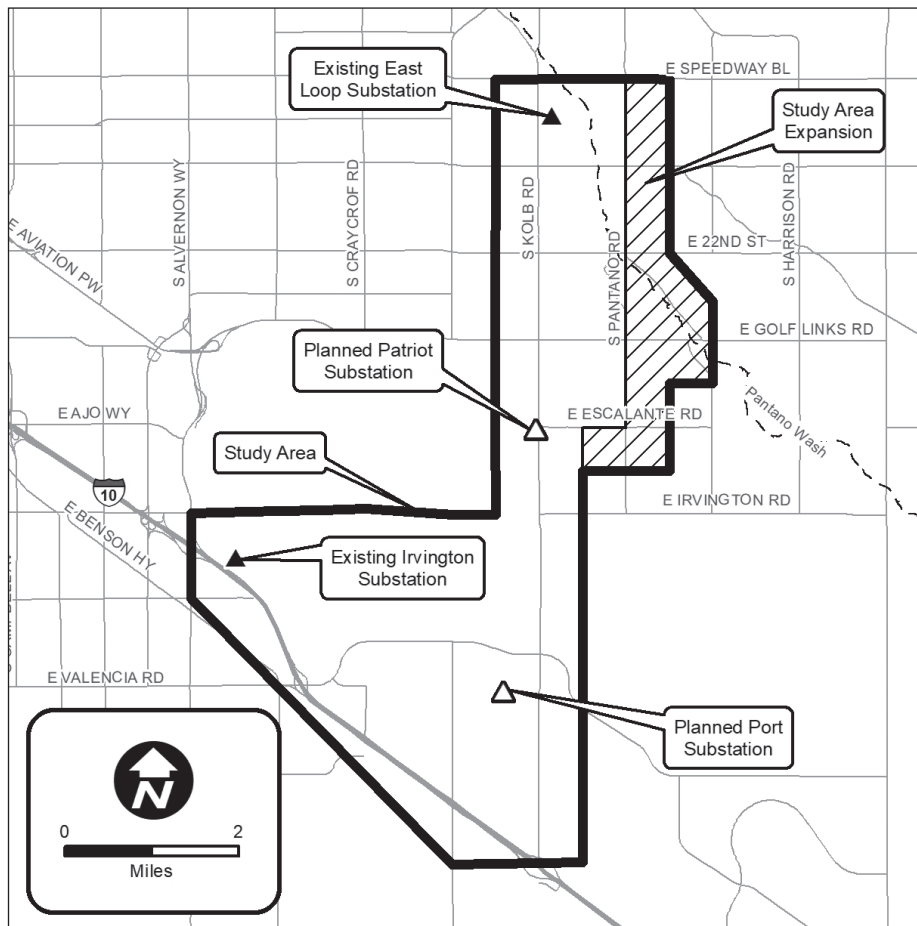 Existing East
Loop Substation
E SPEEDWAY BL
Study Area
Expansion
E AVIATION PW
S ALVERNON WY
S CRAYCROF RD
S KOLB RD
S PANTANO RD
S HARRISON RD
E 22ND ST
E GOLF LINKS RD
Planned Patriot
Substation
E AJO WY
E ESCALANTE RD
Pantano Wash
Study Area
10
E BENSON HY
E IRVINGTON RD
Existing Irvington
Substation
E VALENCIA RD
Planned Port
Substation
N
0 2
Miles